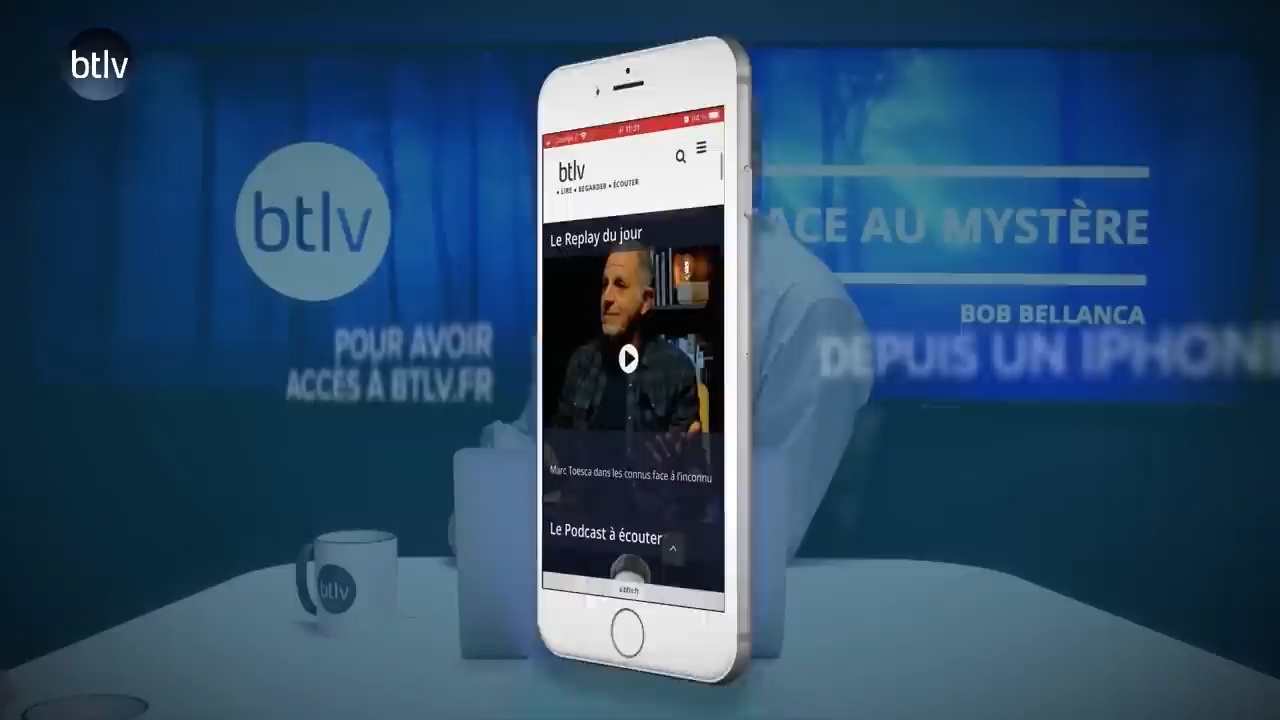 btlv
btlv
POUR AVOIR
ACCÈS À BTLV.FR
btlv
• LIRE • REGARDER • ÉCOUTER
Le Replay du jour
Marc Toesca dans les connus face à l'inconnu
Le Podcast à écouter
ACE AU MYSTÈRE
BOB BELLANCA
DEPUIS UN IPHON
btlv